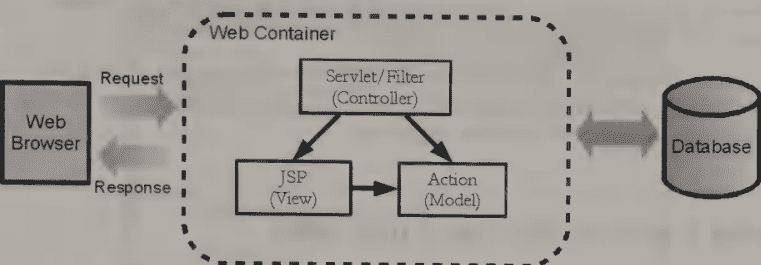 Web Container
Request
Servlet/Filter
(Controller)
Web
Browser
Database
Response
JSP
(View)
Action
(Model)